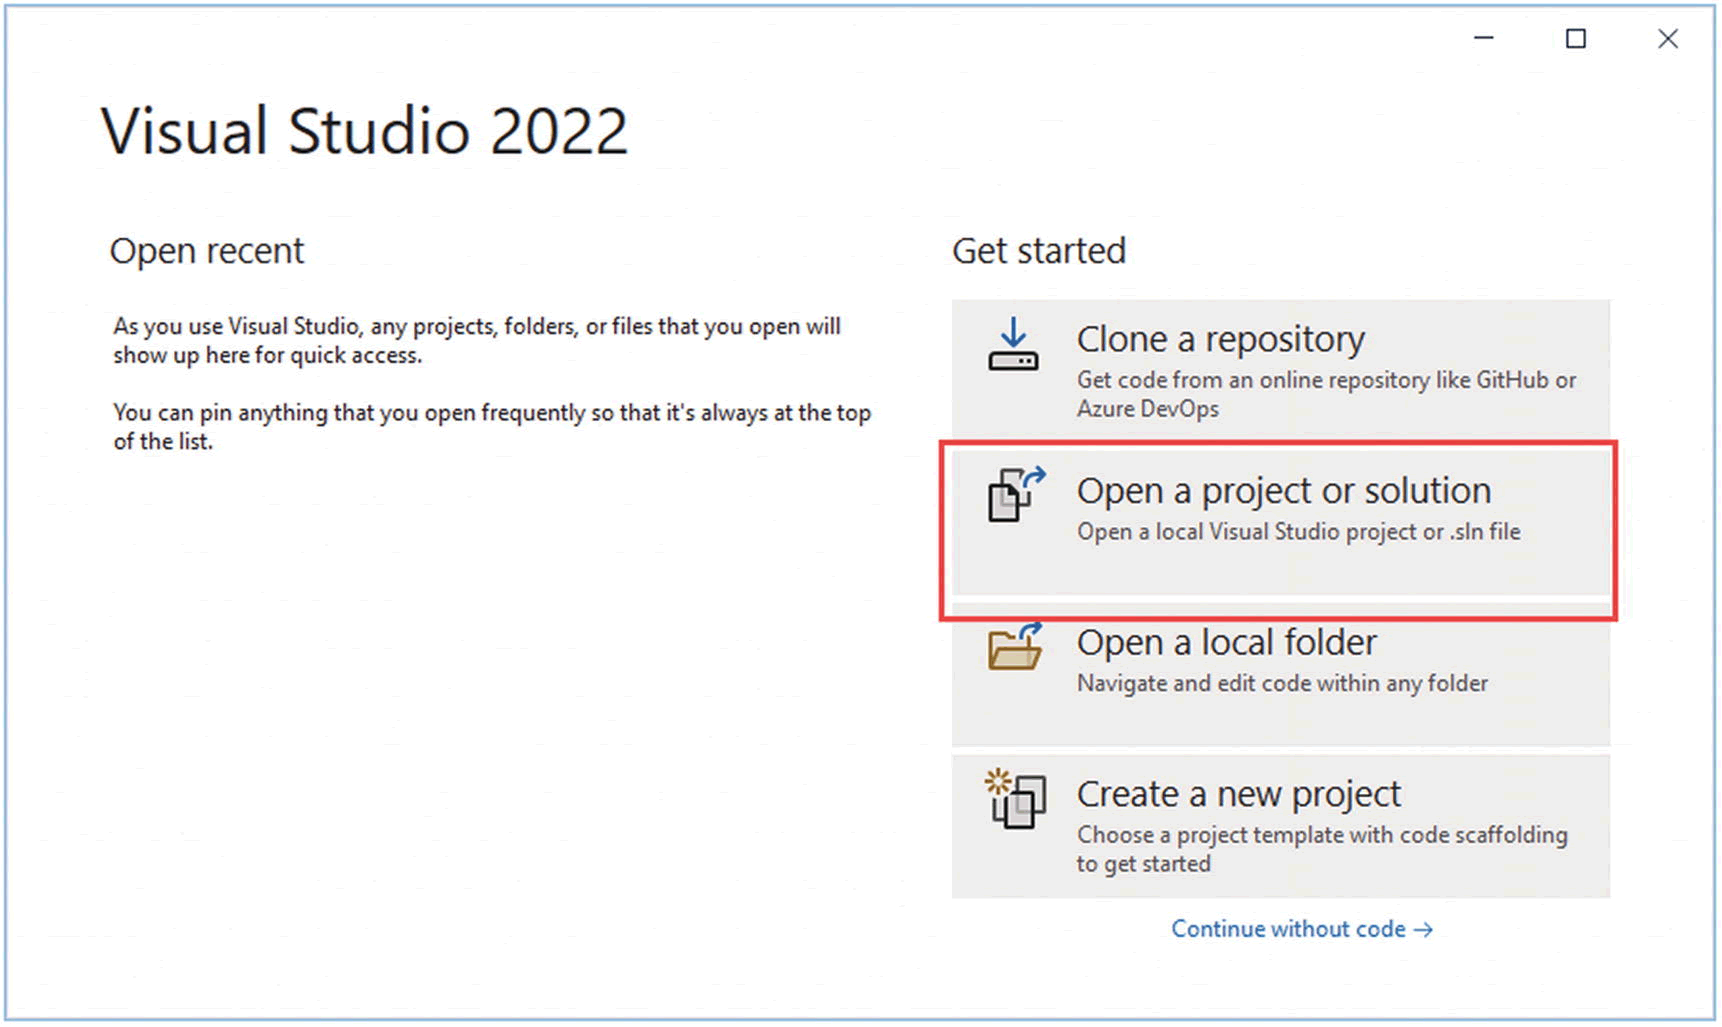 Visual Studio 2022
Open recent
As you use Visual Studio, any projects, folders, or files that you open will
show up here for quick access.
You can pin anything that you open frequently so that it's always at the top
of the list.
Get started
Clone a repository
Get code from an online repository like GitHub or
Azure DevOps
Open a project or solution
Open a local Visual Studio project or .sln file
Open a local folder
Navigate and edit code within any folder
Create a new project
Choose a project template with code scaffolding
to get started
Continue without code →